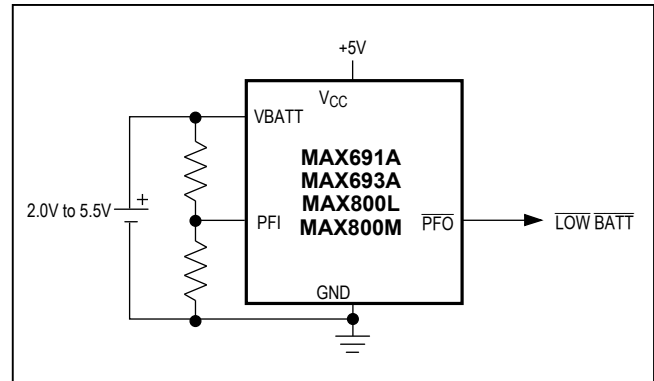 +5V
VCC
VBATT
MAX691A
MAX693A
MAX800L
MAX800M
2.0V to 5.5V
+
PFI
PFO
LOW BATT
GND